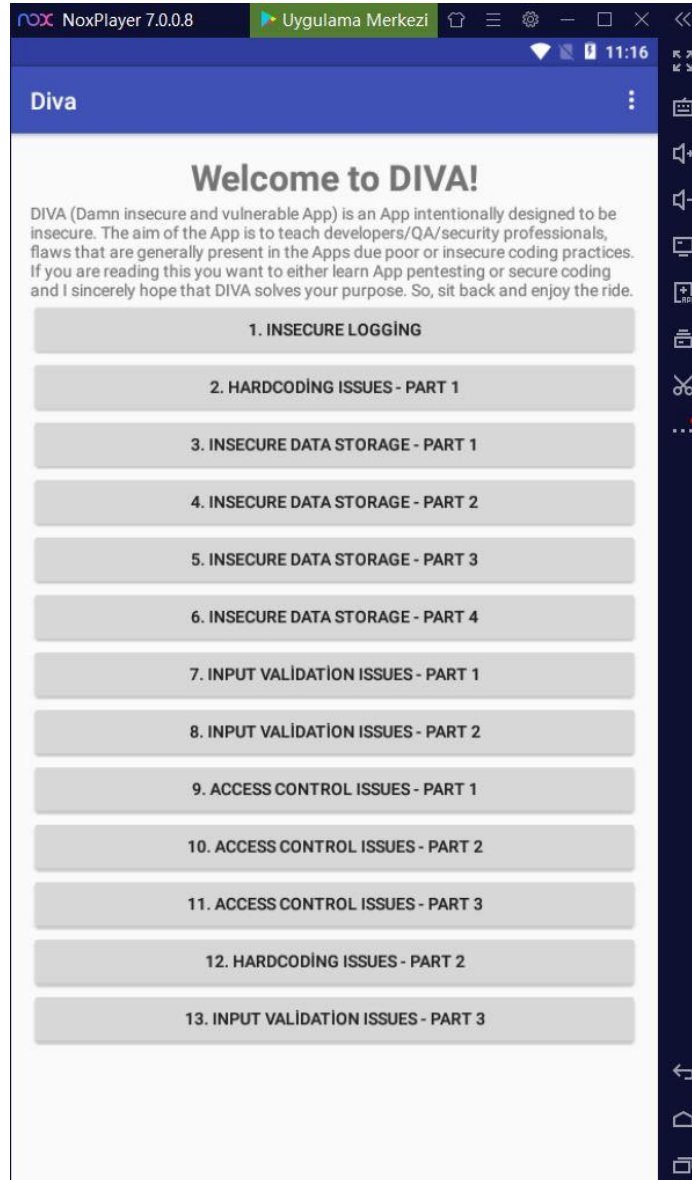 nox NoxPlayer 7.0.0.8 Uygulama Merkezi
11:16
Diva
Welcome to DIVA!
DIVA (Damn insecure and vulnerable App) is an App intentionally designed to be
insecure. The aim of the App is to teach developers/QA/security professionals,
flaws that are generally present in the Apps due poor or insecure coding practices.
If you are reading this you want to either learn App pentesting or secure coding
and I sincerely hope that DIVA solves your purpose. So, sit back and enjoy the ride.
1. INSECURE LOGGİNG
2. HARDCODİNG ISSUES - PART 1
3. INSECURE DATA STORAGE - PART 1
4. INSECURE DATA STORAGE - PART 2
5. INSECURE DATA STORAGE - PART 3
6. INSECURE DATA STORAGE - PART 4
7. INPUT VALİDATİON ISSUES - PART 1
8. INPUT VALİDATİON ISSUES - PART 2
9. ACCESS CONTROL ISSUES - PART 1
10. ACCESS CONTROL ISSUES - PART 2
11. ACCESS CONTROL ISSUES - PART 3
12. HARDCODİNG ISSUES - PART 2
13. INPUT VALİDATİON ISSUES - PART 3